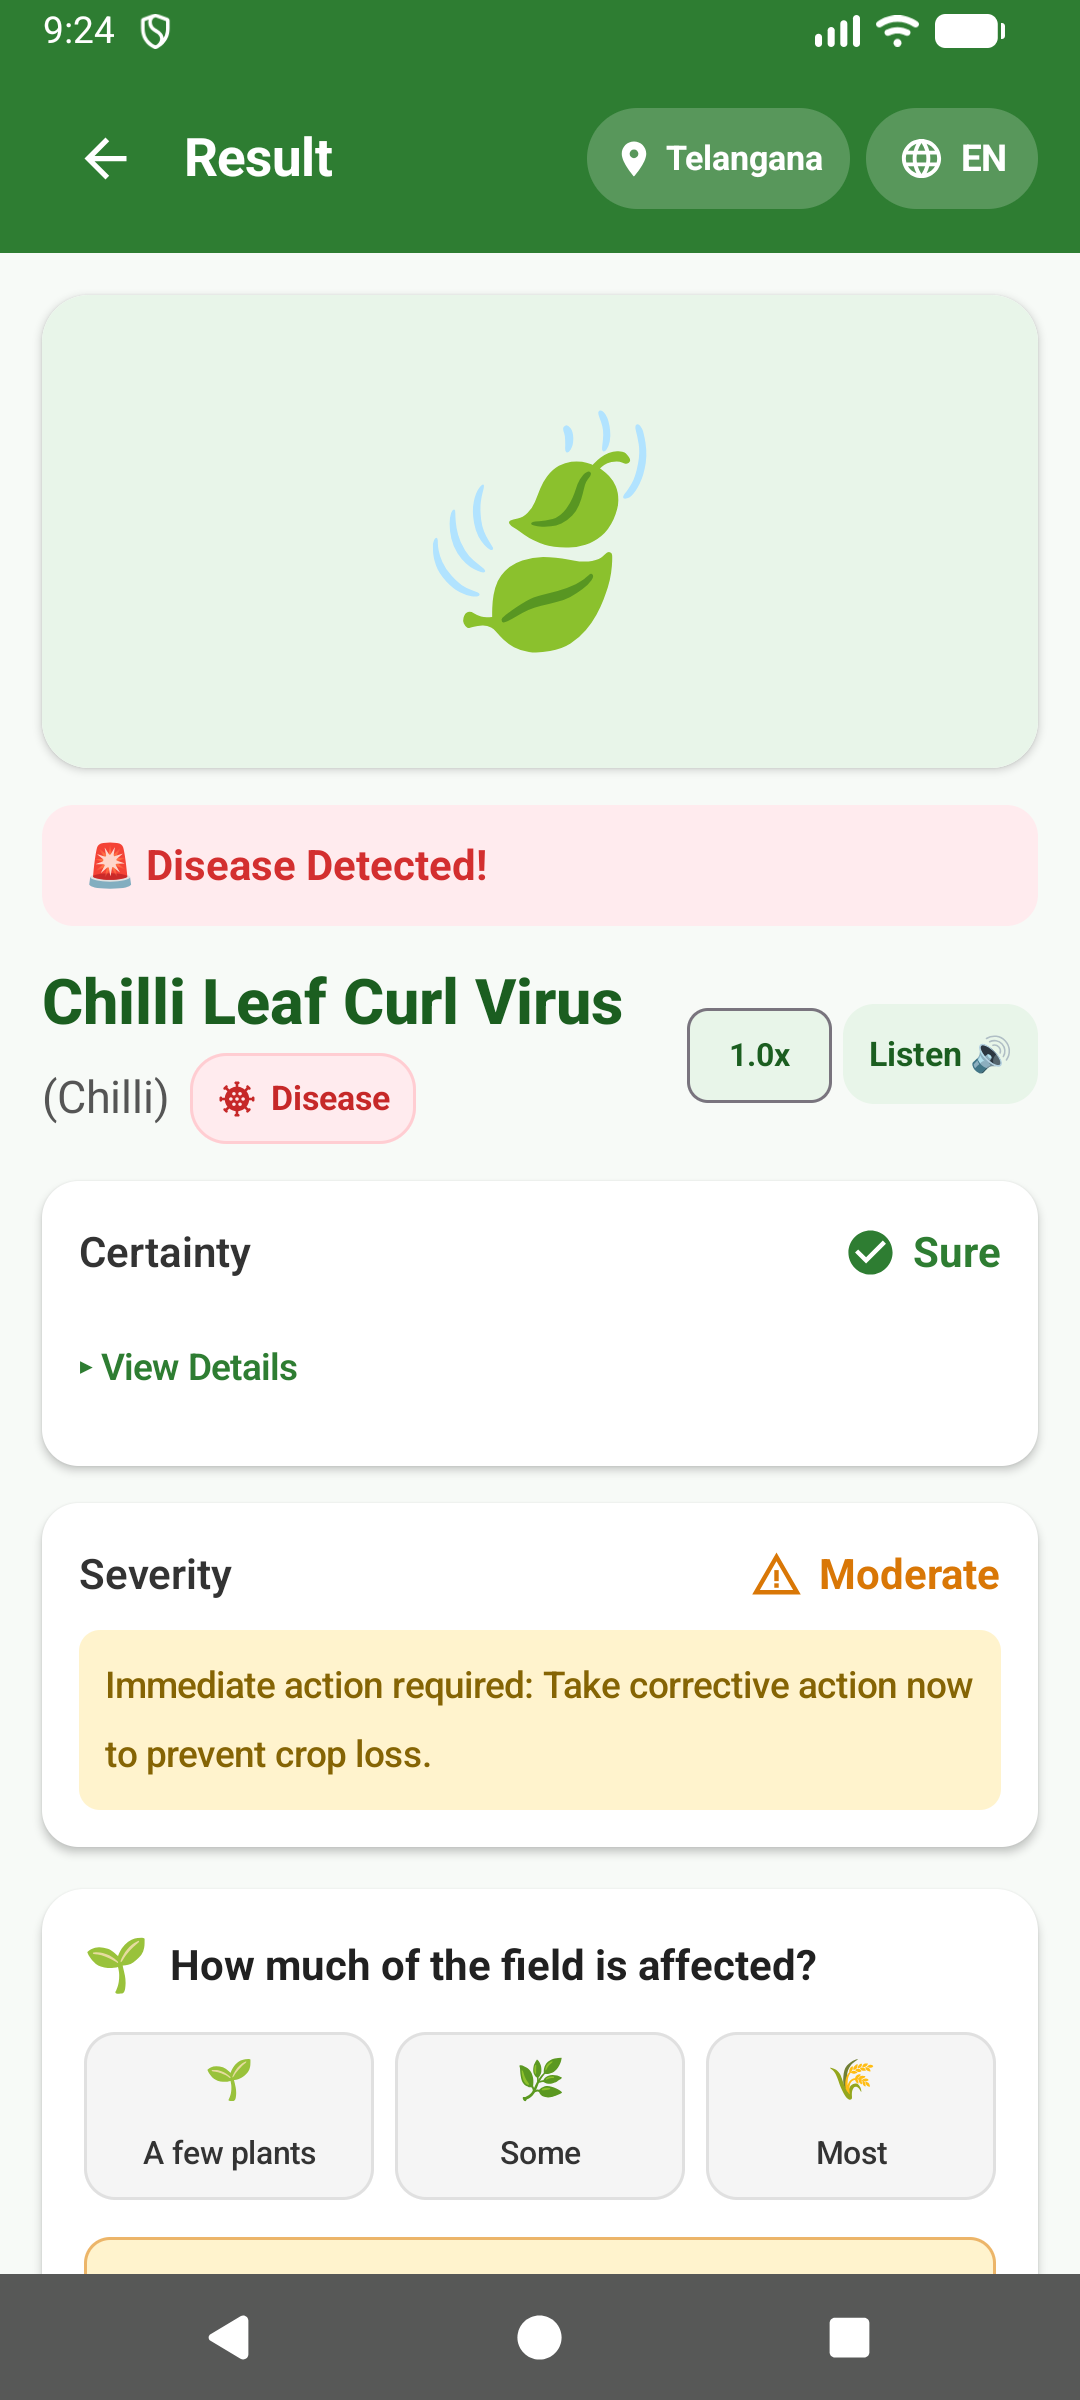 9:24
Result
Telangana
EN
🚨 Disease Detected!
Chilli Leaf Curl Virus
(Chilli)
Disease
1.0x
Listen 🔊
Certainty
Sure
▸ View Details
Severity
Moderate
Immediate action required: Take corrective action now
to prevent crop loss.
How much of the field is affected?
A few plants
Some
Most